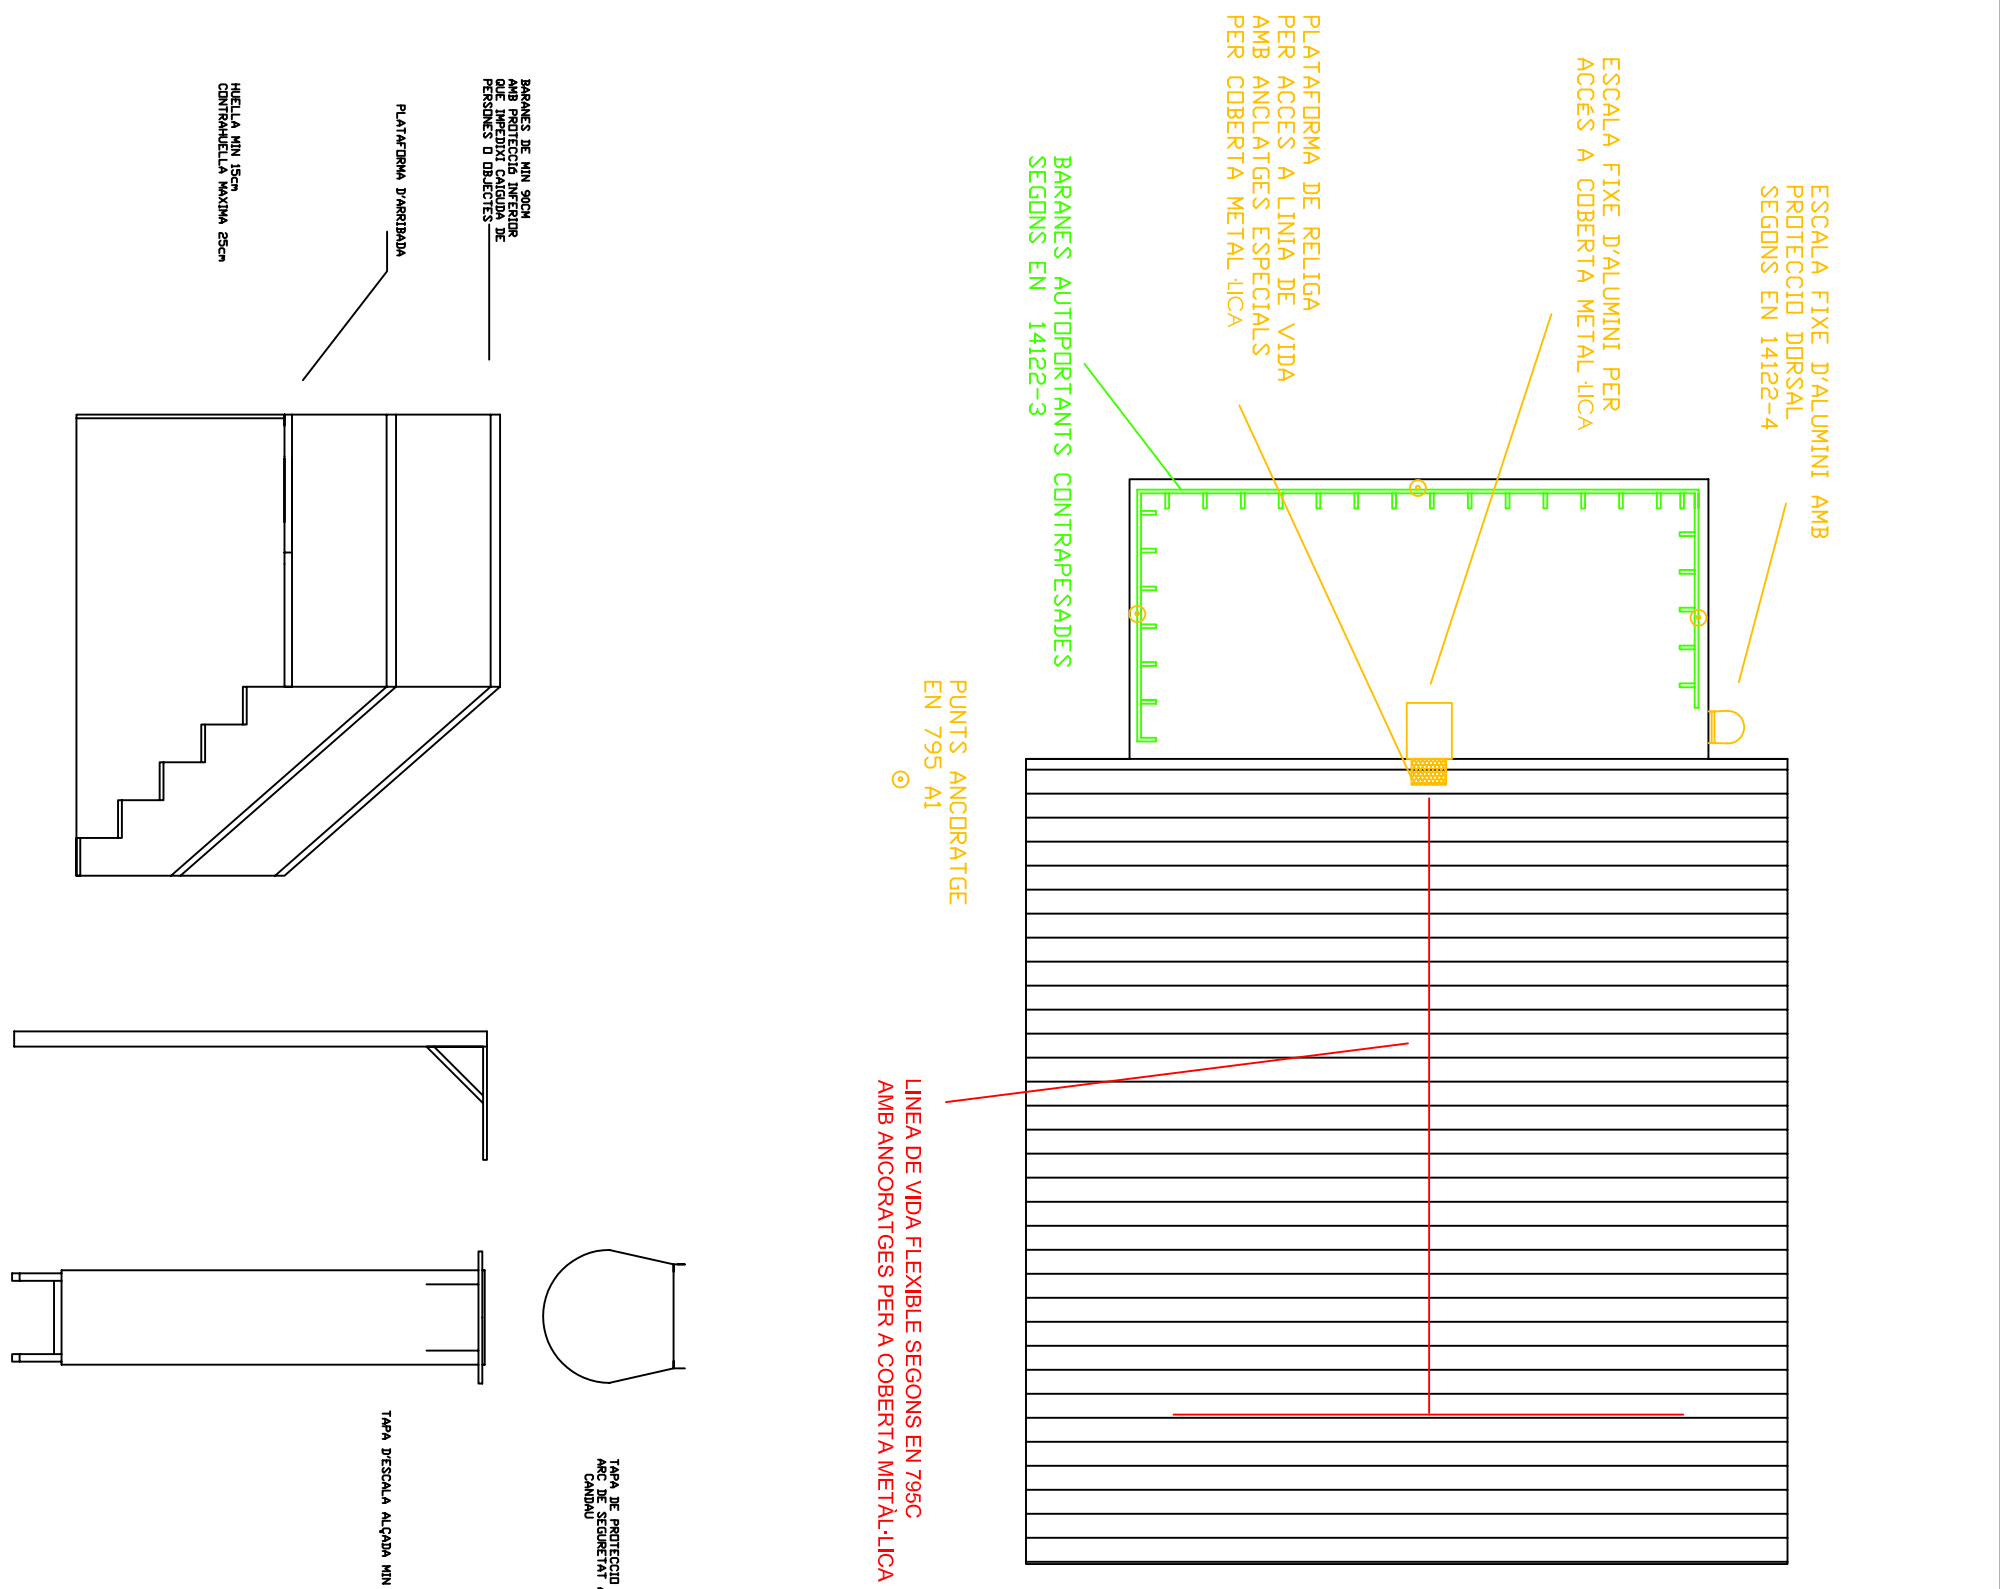 ESCALA FIXE D'ALUMINI AMB
PROTECCIO DORSAL
SEGONS EN 14122-4
ESCALA FIXE D'ALUMINI PER
ACCÉS A COBERTA METAL·LICA
PLATAFORMA DE RELIGA
PER ACCES A LINIA DE VIDA
AMB ANCLATGES ESPECIALS
PER COBERTA METAL·LICA
BARANES AUTOPORTANTS CONTRAPESADES
SEGONS EN 14122-3
PUNTS ANCORATGE
EN 795 A1
LINEA DE VIDA FLEXIBLE SEGONS EN 795C
AMB ANCORATGES PER A COBERTA METÀL·LICA
BARANES DE MIN 90CM
AMB PROTECCIÓ INFERIOR
QUE IMPEDIXI CAIGUDA DE
PERSONES O OBJECTES
PLATAFORMA D'ARRIBADA
HUELLA MIN 15cm
CONTRAHUELLA MAXIMA 25cm
TAPA DE PROTECCIO
ARC DE SEGURETAT
CANDAU
TAPA D'ESCALA ALÇADA MIN